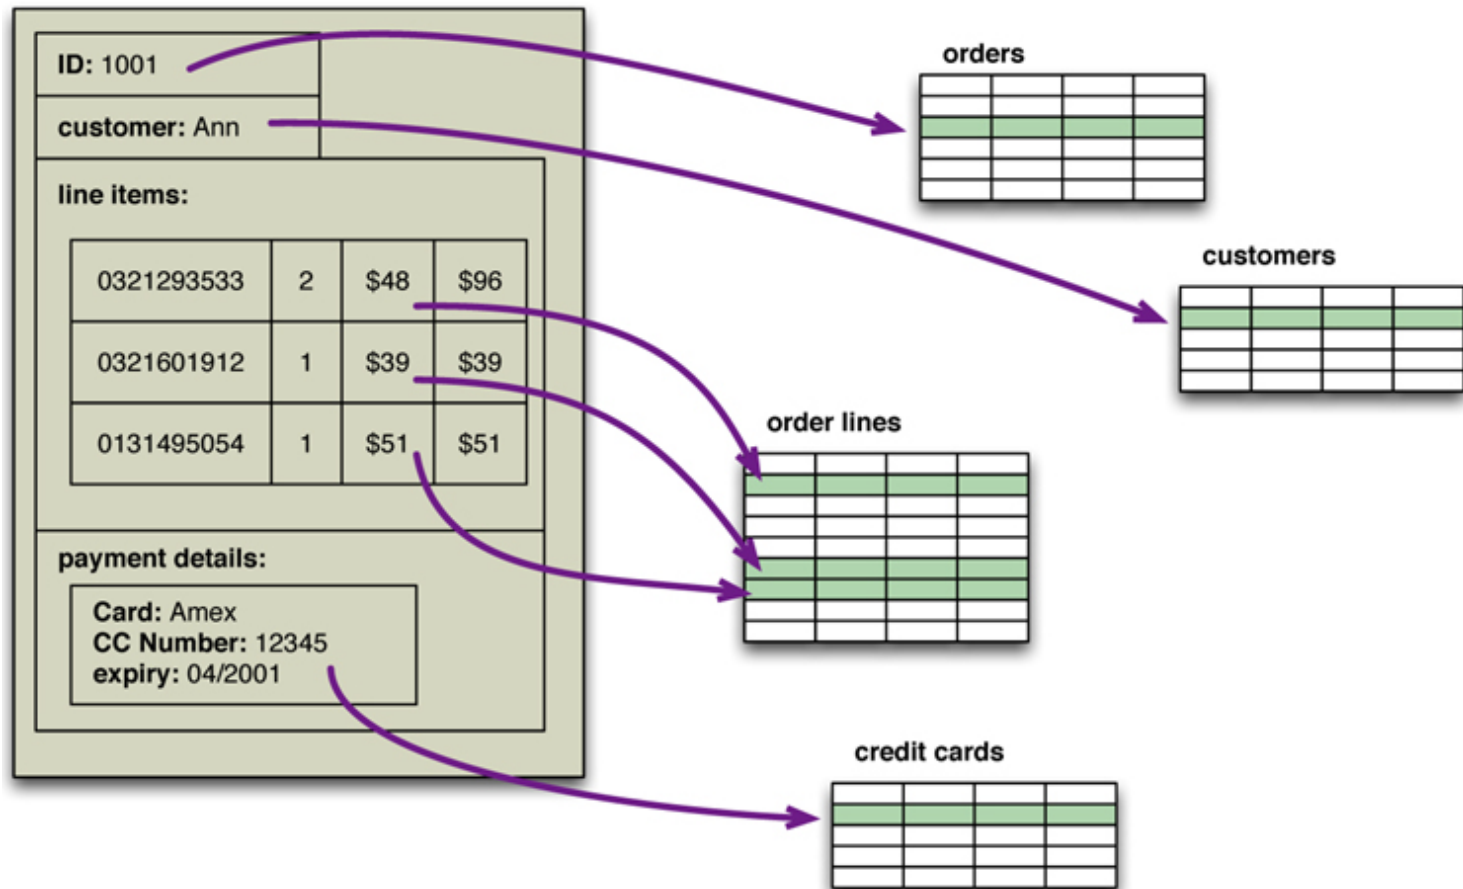 ID: 1001
customer: Ann
line items:
0321293533 2 $48 $96
0321601912 1 $39 $39
0131495054 1 $51 $51
payment details:
Card: Amex
CC Number: 12345
expiry: 04/2001
orders
customers
order lines
credit cards